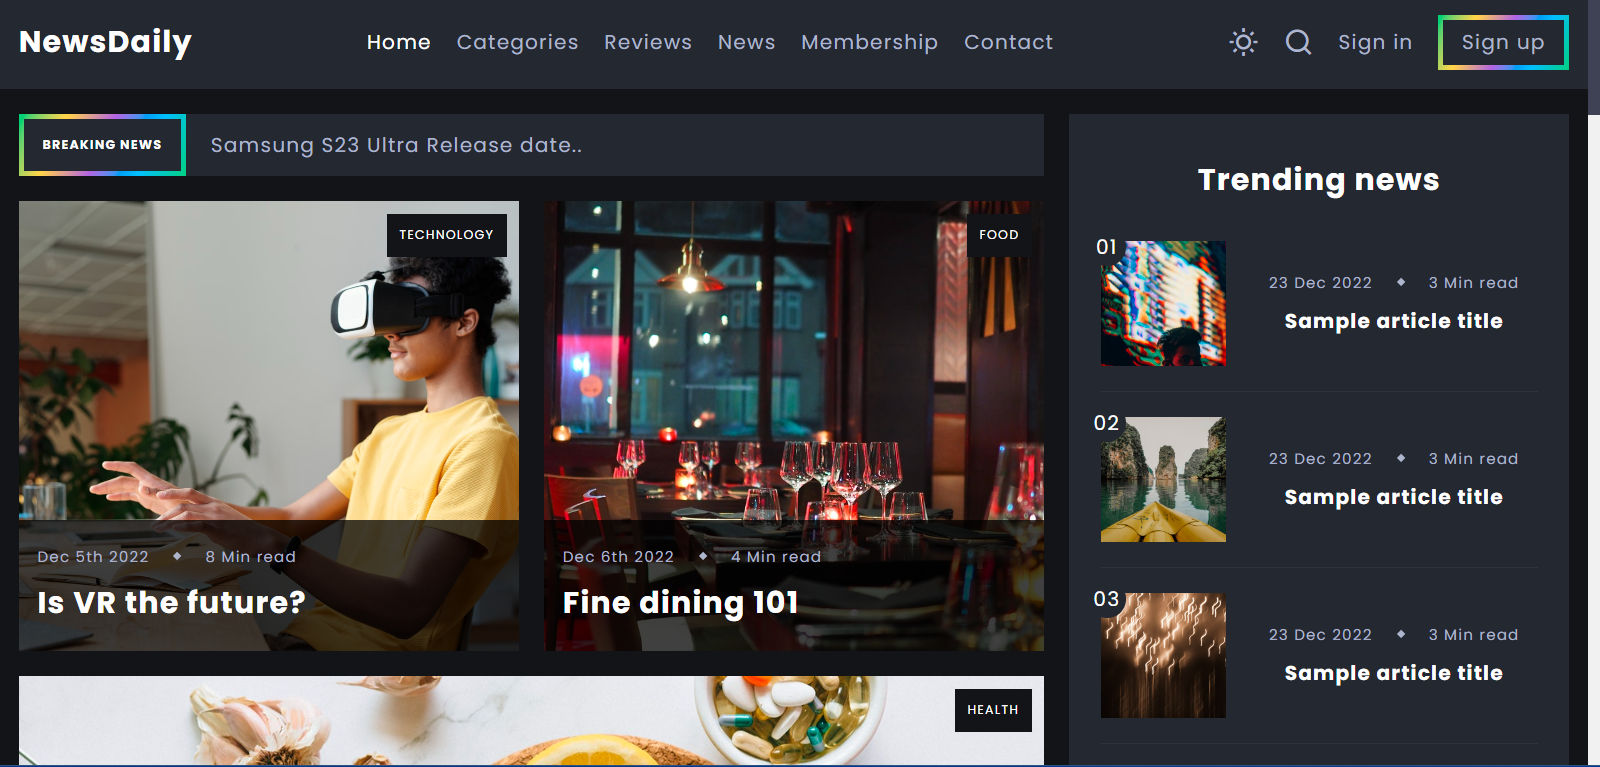 NewsDaily
Home Categories Reviews News Membership Contact
Sign in Sign up
BREAKING NEWS Samsung S23 Ultra Release date..
TECHNOLOGY
Dec 5th 2022 ◆ 8 Min read
Is VR the future?
FOOD
Dec 6th 2022 ◆ 4 Min read
Fine dining 101
HEALTH
Trending news
01
23 Dec 2022 ◆ 3 Min read
Sample article title
02
23 Dec 2022 ◆ 3 Min read
Sample article title
03
23 Dec 2022 ◆ 3 Min read
Sample article title